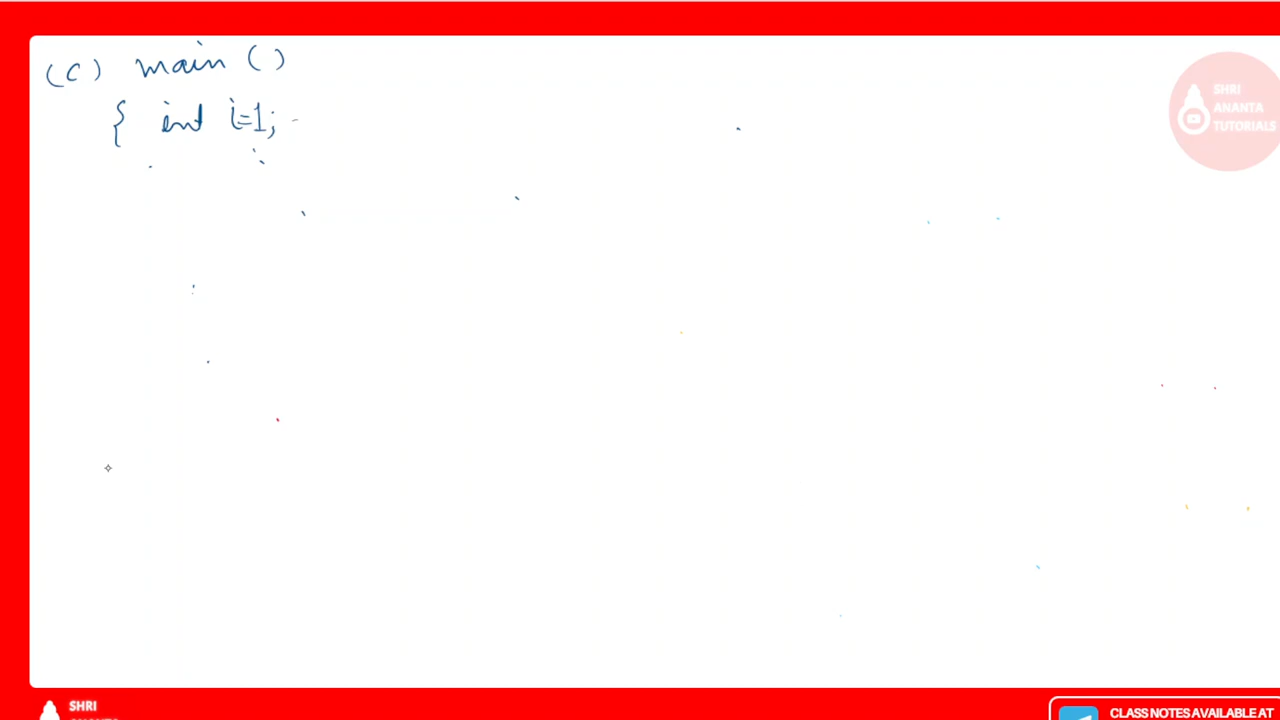 (C) main ()
{ int i=1;
SHRI
ANANTA
TUTORIALS
SHRI
CLASS NOTES AVAILABLE AT